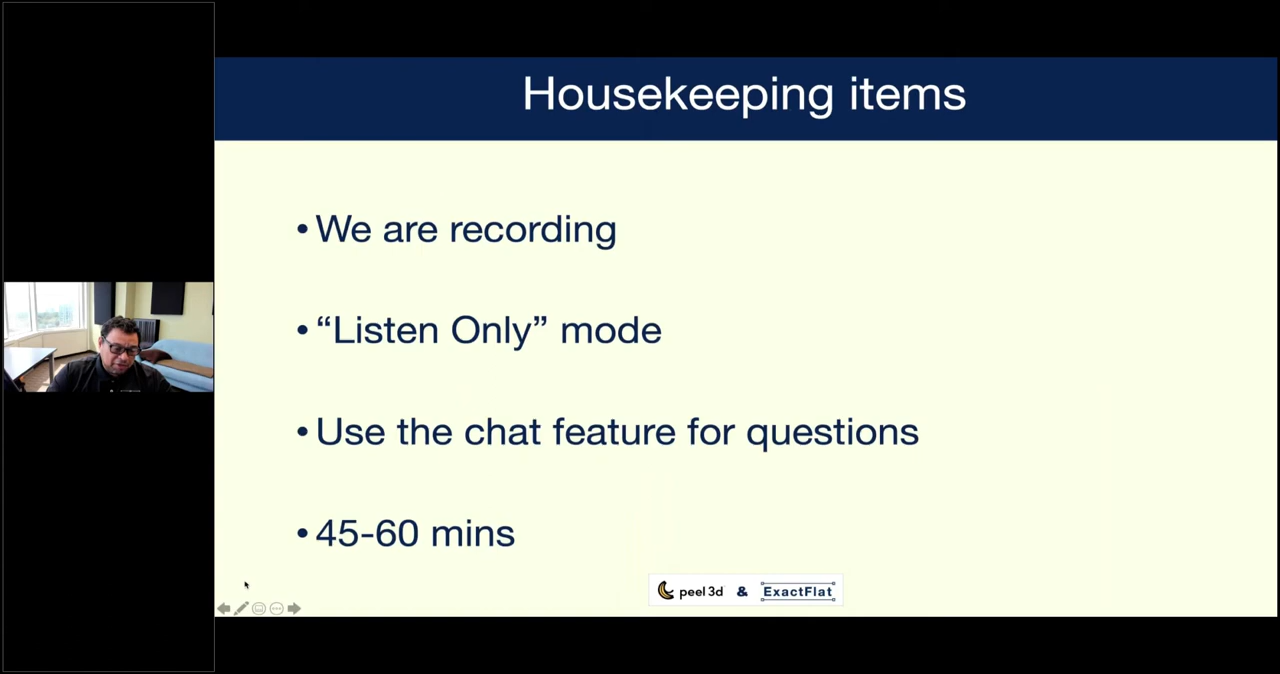 Housekeeping items
• We are recording
• “Listen Only” mode
• Use the chat feature for questions
• 45-60 mins
peel 3d & ExactFlat